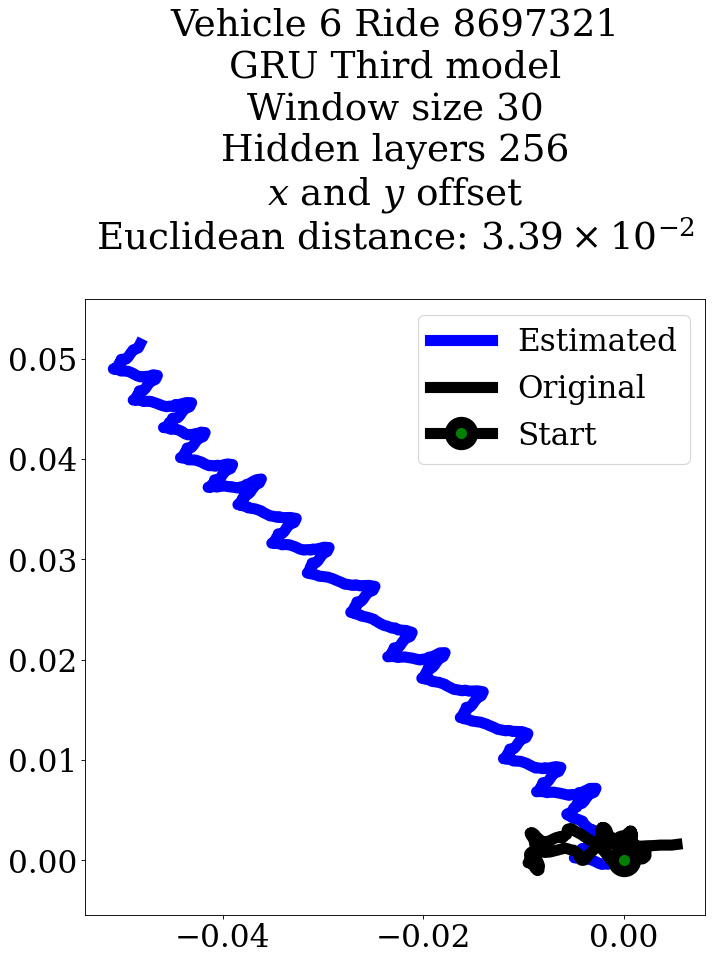 Vehicle 6 Ride 8697321
GRU Third model
Window size 30
Hidden layers 256
x and y offset
Euclidean distance: 3.39 × 10⁻²
Estimated
Original
Start
0.05
0.04
0.03
0.02
0.01
0.00
−0.04
−0.02
0.00